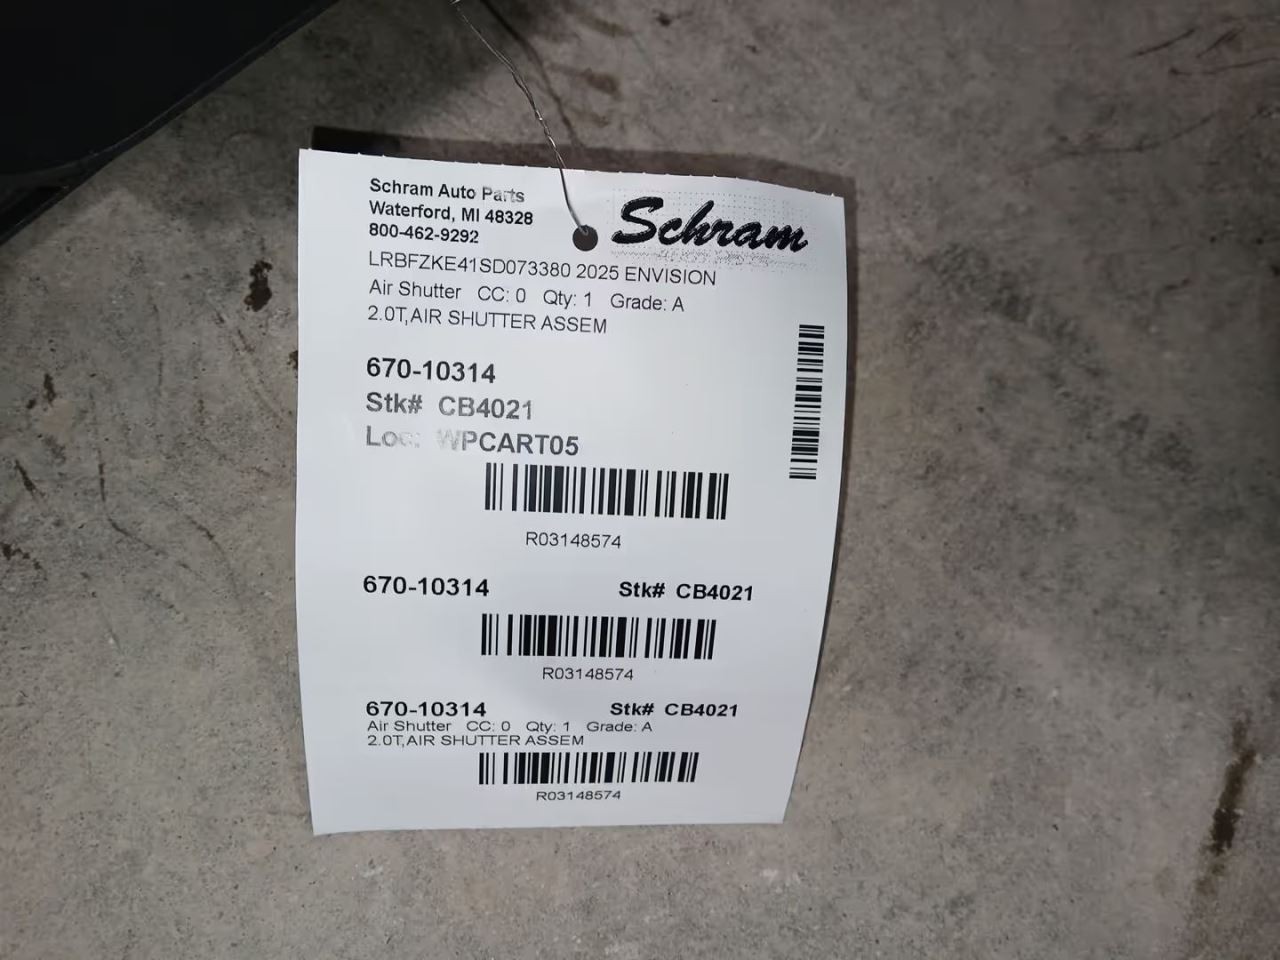 Schram Auto Parts
Waterford, MI 48328
800-462-9292
Schram
LRBFZKE41SD073380 2025 ENVISION
Air Shutter CC: 0 Qty: 1 Grade: A
2.0T,AIR SHUTTER ASSEM
670-10314
Stk# CB4021
Loc: WPCART05
R03148574
670-10314 Stk# CB4021
R03148574
670-10314 Stk# CB4021
Air Shutter CC: 0 Qty: 1 Grade: A
2.0T,AIR SHUTTER ASSEM
R03148574